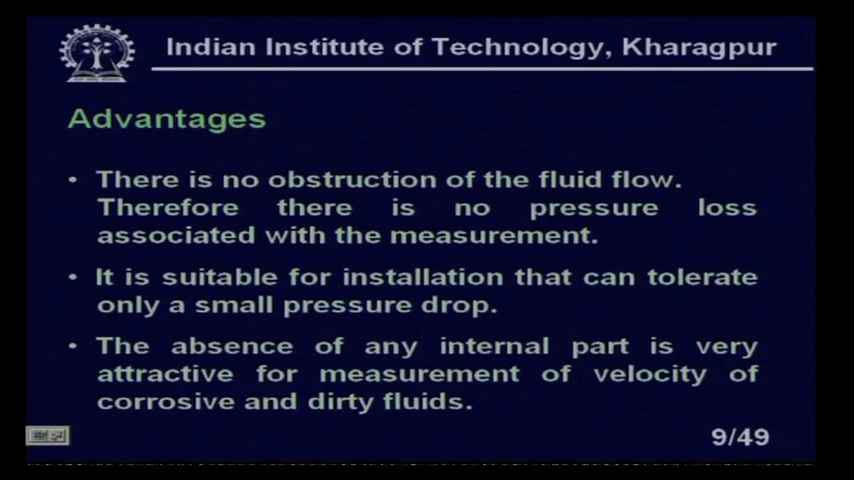 Indian Institute of Technology, Kharagpur
Advantages
• There is no obstruction of the fluid flow.
Therefore there is no pressure loss
associated with the measurement.
• It is suitable for installation that can tolerate
only a small pressure drop.
• The absence of any internal part is very
attractive for measurement of velocity of
corrosive and dirty fluids.
9/49